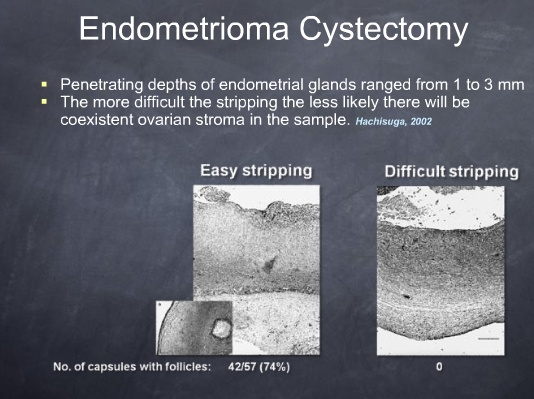 Endometrioma Cystectomy
Penetrating depths of endometrial glands ranged from 1 to 3 mm
The more difficult the stripping the less likely there will be
coexistent ovarian stroma in the sample. Hachisuga, 2002
Easy stripping Difficult stripping
No. of capsules with follicles: 42/57 (74%) 0